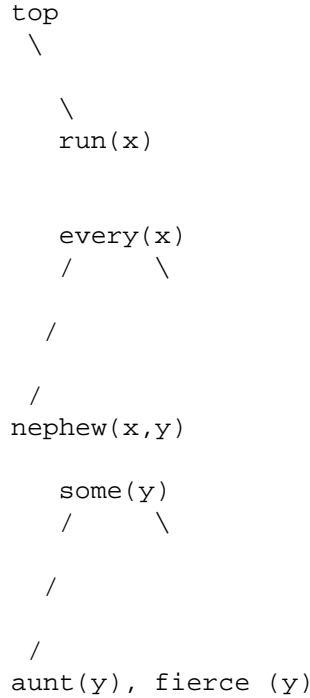 top
\
\
run(x)
every(x)
/ \
/
/
nephew(x,y)
some(y)
/ \
/
/
aunt(y), fierce (y)